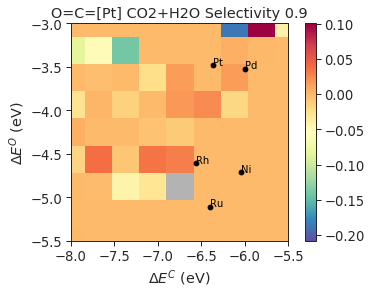 O=C=[Pt] CO2+H2O Selectivity 0.9
−3.0
−3.5
−4.0
−4.5
−5.0
−5.5
ΔE^O (eV)
Pt
Pd
Rh
Ni
Ru
−8.0 −7.5 −7.0 −6.5 −6.0 −5.5
ΔE^C (eV)
0.10
0.05
0.00
−0.05
−0.10
−0.15
−0.20